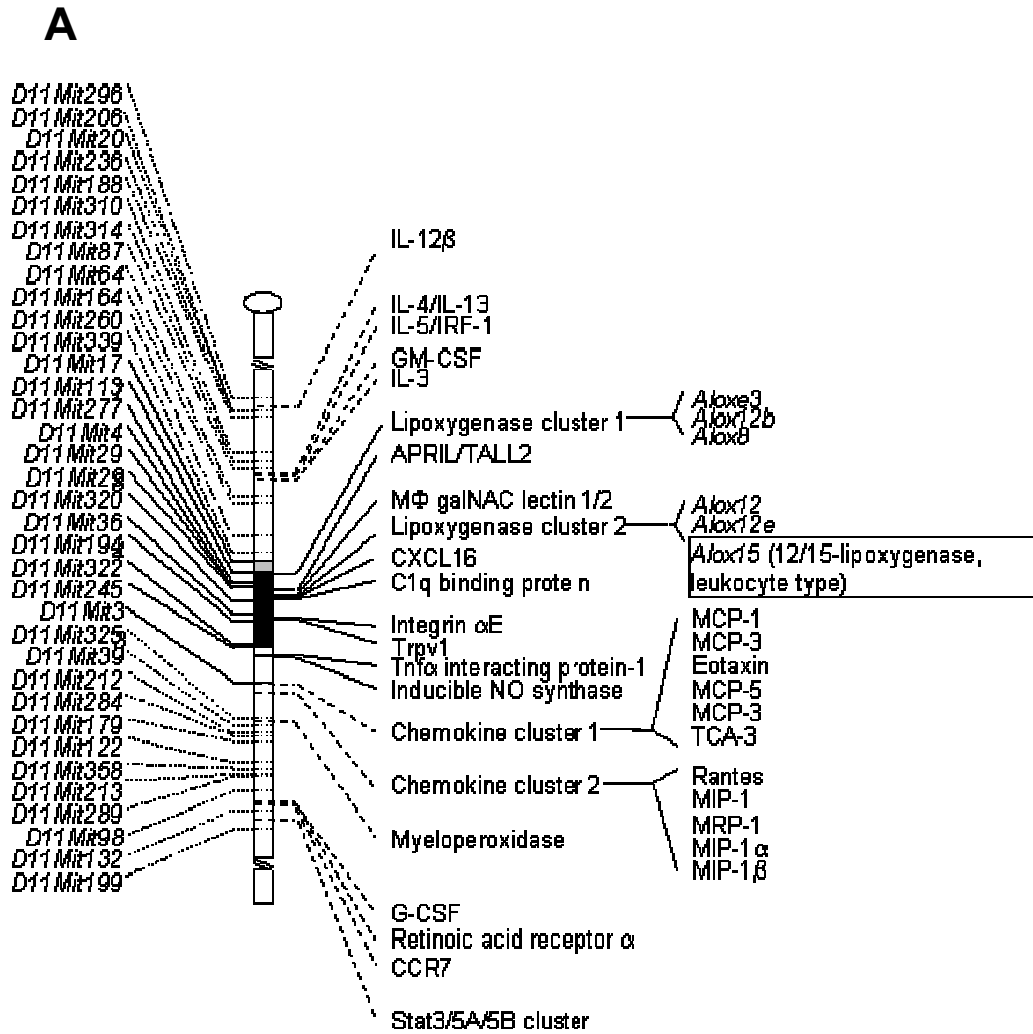 A
D11Mit296
D11Mit206
D11Mit20
D11Mit236
D11Mit188
D11Mit310
D11Mit314
D11Mit87
D11Mit64
D11Mit164
D11Mit260
D11Mit339
D11Mit17
D11Mit113
D11Mit277
D11Mit4
D11Mit29
D11Mit29
D11Mit320
D11Mit36
D11Mit194
D11Mit322
D11Mit245
D11Mit3
D11Mit325
D11Mit39
D11Mit212
D11Mit284
D11Mit179
D11Mit122
D11Mit358
D11Mit213
D11Mit289
D11Mit98
D11Mit132
D11Mit199
IL-12β
IL-4/IL-13
IL-5/IRF-1
GM-CSF
IL-3
Lipoxygenase cluster 1
APRIL/TALL2
MΦ galNAC lectin 1/2
Lipoxygenase cluster 2
CXCL16
C1q binding prote n
Integrin αE
Trpv1
Tnfα interacting protein-1
Inducible NO synthase
Chemokine cluster 1
Chemokine cluster 2
Myeloperoxidase
G-CSF
Retinoic acid receptor α
CCR7
Stat3/5A/5B cluster
Aloxe3
Alox12b
Alox8
Alox12
Alox12e
Alox15 (12/15-lipoxygenase,
leukocyte type)
MCP-1
MCP-3
Eotaxin
MCP-5
MCP-3
TCA-3
Rantes
MIP-1
MRP-1
MIP-1α
MIP-1β